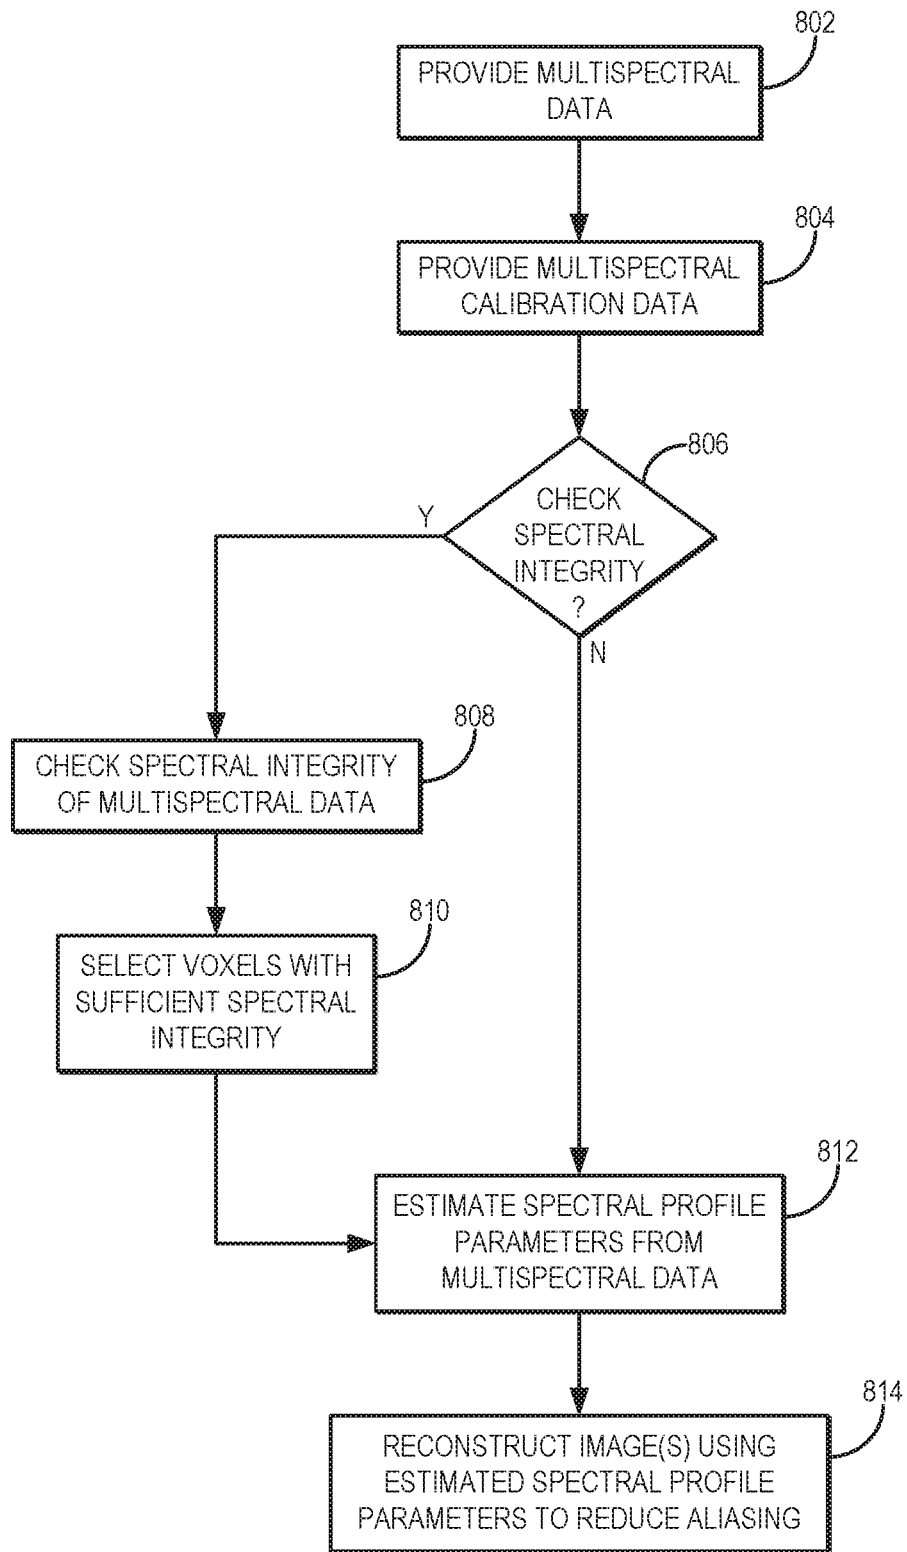 802
PROVIDE MULTISPECTRAL
DATA
804
PROVIDE MULTISPECTRAL
CALIBRATION DATA
806
CHECK
SPECTRAL
INTEGRITY
?
Y
N
808
CHECK SPECTRAL INTEGRITY
OF MULTISPECTRAL DATA
810
SELECT VOXELS WITH
SUFFICIENT SPECTRAL
INTEGRITY
812
ESTIMATE SPECTRAL PROFILE
PARAMETERS FROM
MULTISPECTRAL DATA
814
RECONSTRUCT IMAGE(S) USING
ESTIMATED SPECTRAL PROFILE
PARAMETERS TO REDUCE ALIASING